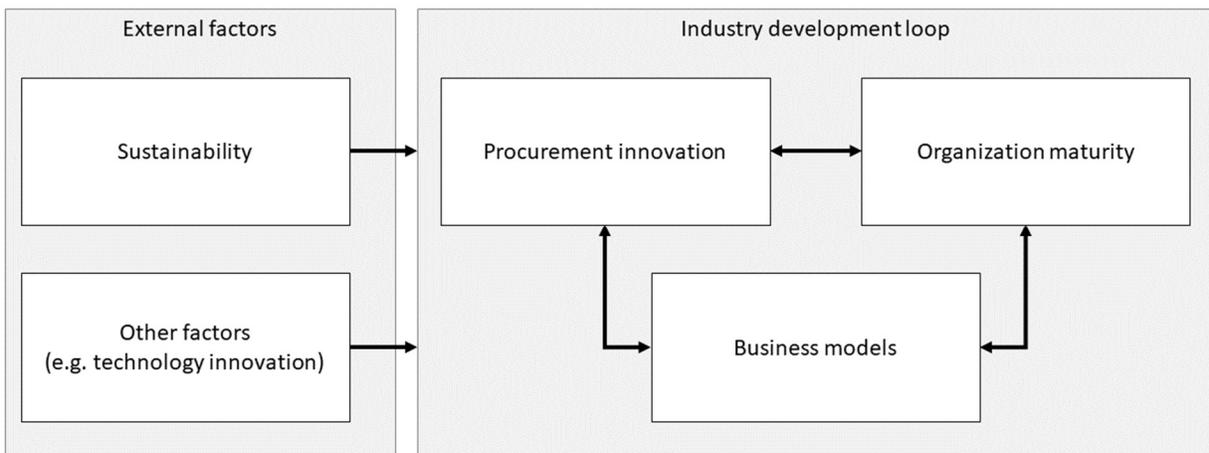 External factors
Industry development loop
Sustainability
Procurement innovation
Organization maturity
Other factors
(e.g. technology innovation)
Business models